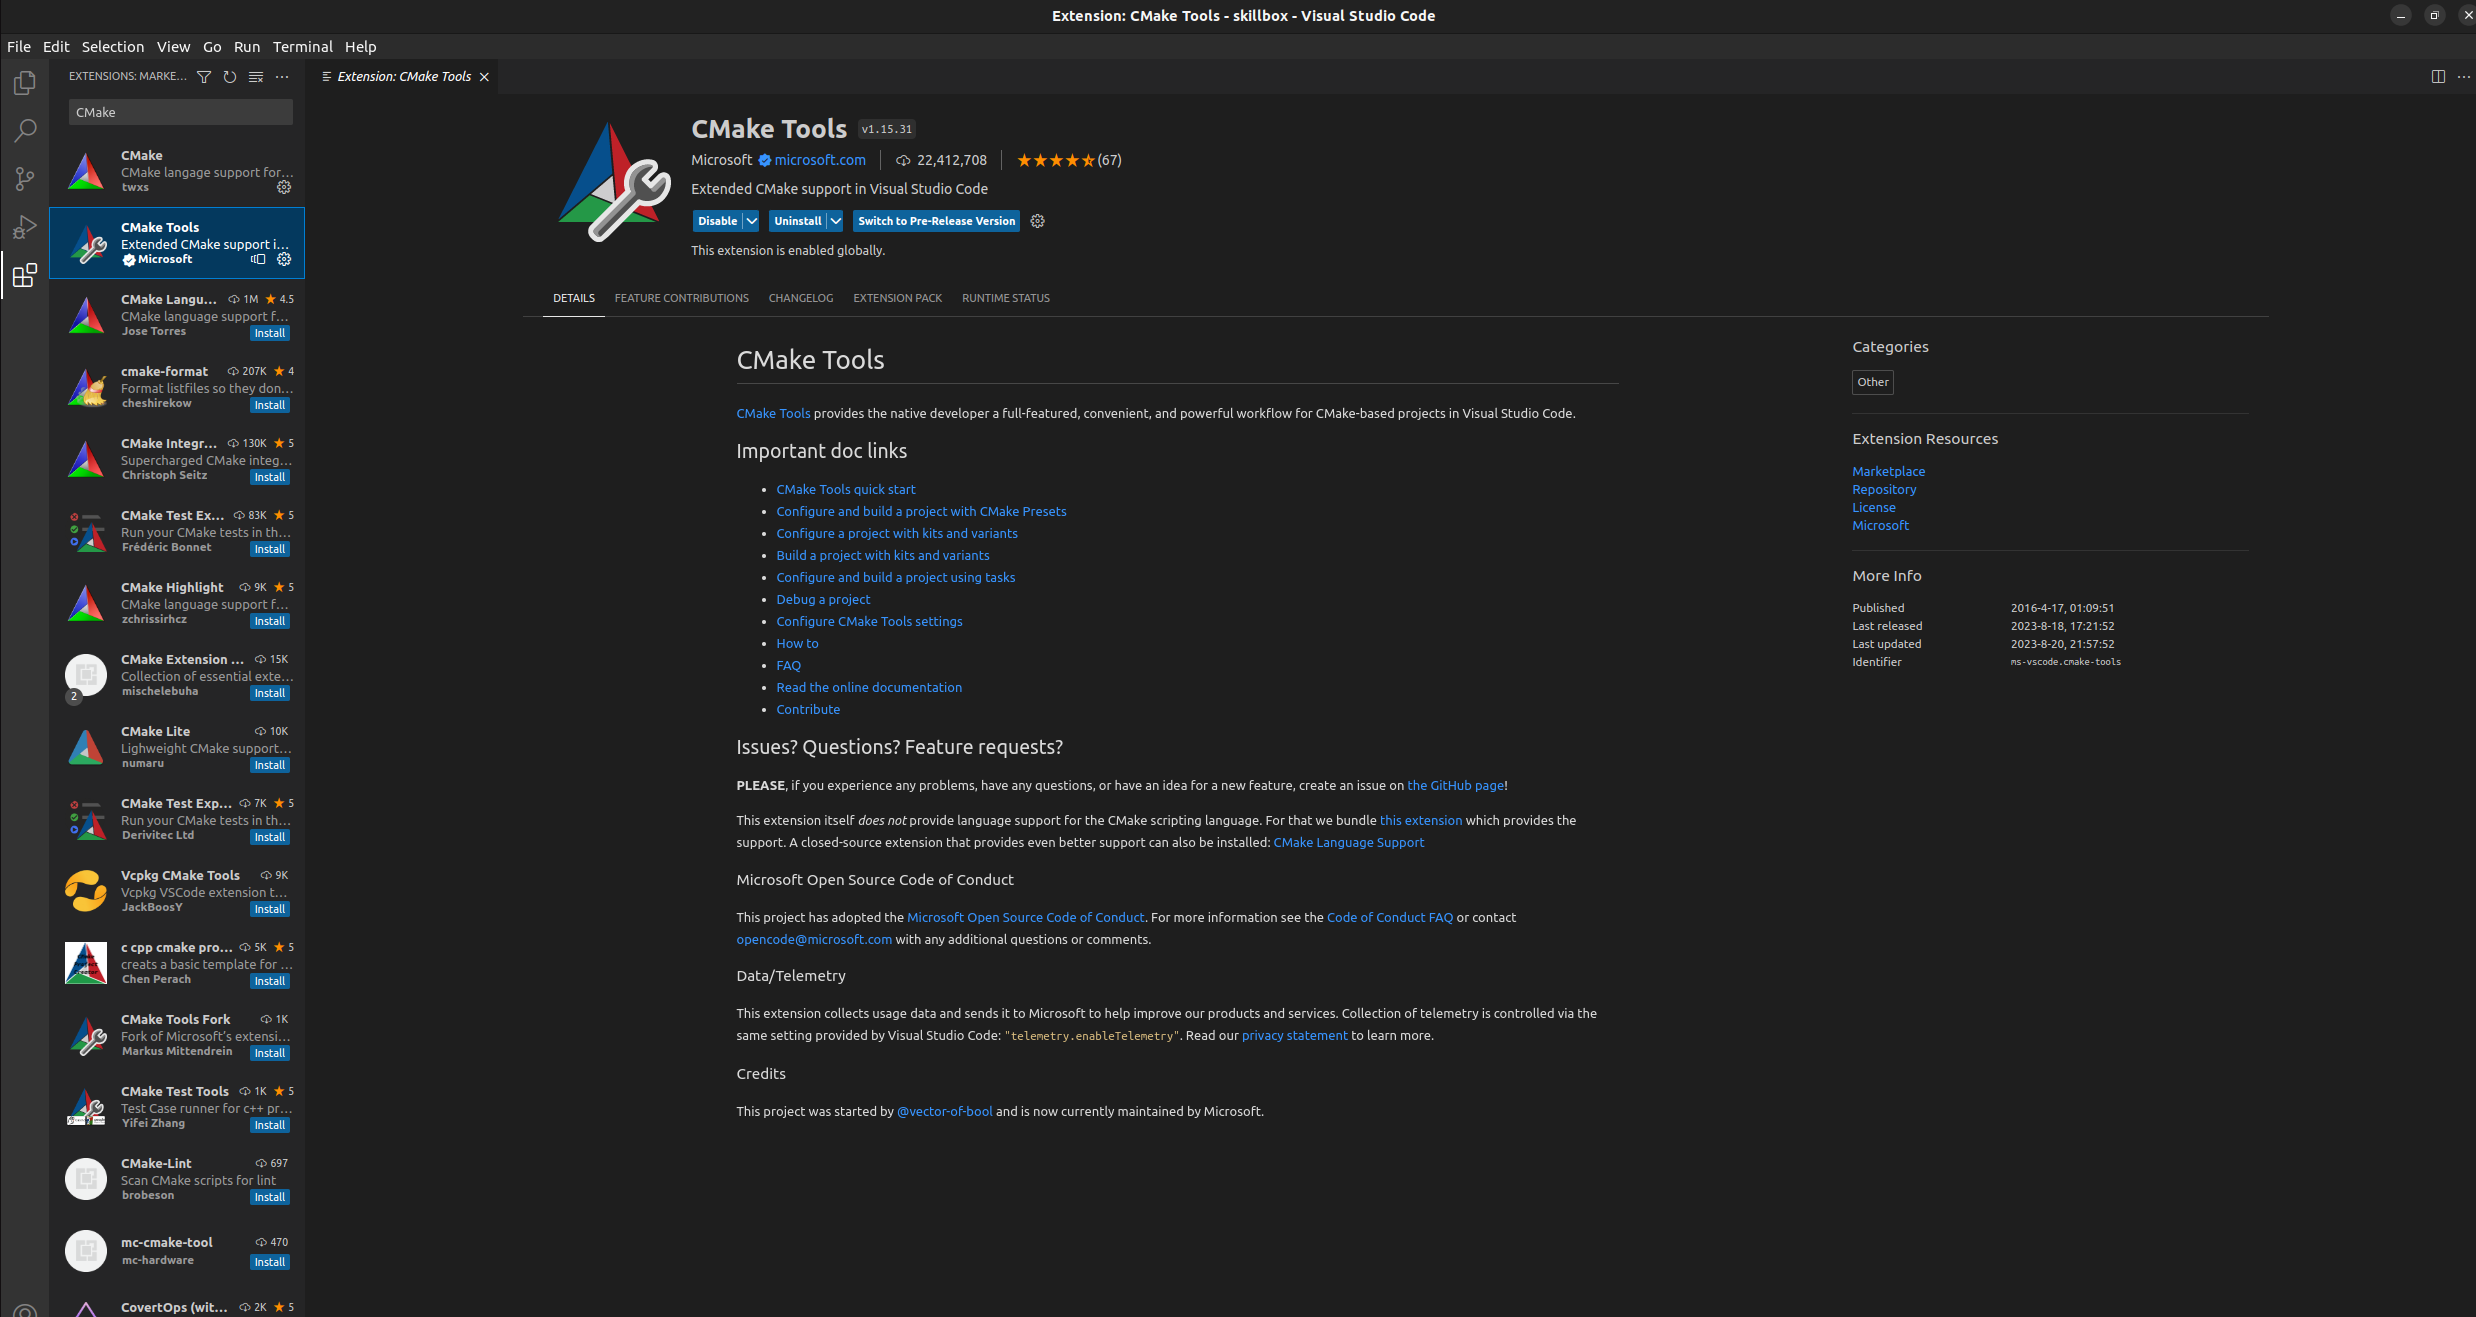 Extension: CMake Tools - skillbox - Visual Studio Code
File Edit Selection View Go Run Terminal Help
EXTENSIONS: MARKE...
CMake
CMake
CMake langage support for...
twxs
CMake Tools
Extended CMake support i...
Microsoft
CMake Langu... 1M 4.5
CMake language support f...
Jose Torres Install
cmake-format 207K 4
Format listfiles so they don...
cheshirekow Install
CMake Integr... 130K 5
Supercharged CMake integ...
Christoph Seitz Install
CMake Test Ex... 83K 5
Run your CMake tests in th...
Frédéric Bonnet Install
CMake Highlight 9K 5
CMake language support f...
zchrissirhcz Install
CMake Extension ... 15K
Collection of essential exte...
2 mischelebuha Install
CMake Lite 10K
Lighweight CMake support...
numaru Install
CMake Test Exp... 7K 5
Run your CMake tests in th...
Derivitec Ltd Install
Vcpkg CMake Tools 9K
Vcpkg VSCode extension t...
JackBoosY Install
c cpp cmake pro... 5K 5
creats a basic template for ...
Chen Perach Install
CMake Tools Fork 1K
Fork of Microsoft's extensi...
Markus Mittendrein Install
CMake Test Tools 1K 5
Test Case runner for c++ pr...
Yifei Zhang Install
CMake-Lint 697
Scan CMake scripts for lint
brobeson Install
mc-cmake-tool 470
mc-hardware Install
CovertOps (wit... 2K 5
Extension: CMake Tools
CMake Tools v1.15.31
Microsoft microsoft.com 22,412,708 (67)
Extended CMake support in Visual Studio Code
Disable Uninstall Switch to Pre-Release Version
This extension is enabled globally.
DETAILS FEATURE CONTRIBUTIONS CHANGELOG EXTENSION PACK RUNTIME STATUS
CMake Tools
CMake Tools provides the native developer a full-featured, convenient, and powerful workflow for CMake-based projects in Visual Studio Code.
Important doc links
• CMake Tools quick start
• Configure and build a project with CMake Presets
• Configure a project with kits and variants
• Build a project with kits and variants
• Configure and build a project using tasks
• Debug a project
• Configure CMake Tools settings
• How to
• FAQ
• Read the online documentation
• Contribute
Issues? Questions? Feature requests?
PLEASE, if you experience any problems, have any questions, or have an idea for a new feature, create an issue on the GitHub page!
This extension itself does not provide language support for the CMake scripting language. For that we bundle this extension which provides the
support. A closed-source extension that provides even better support can also be installed: CMake Language Support
Microsoft Open Source Code of Conduct
This project has adopted the Microsoft Open Source Code of Conduct. For more information see the Code of Conduct FAQ or contact
opencode@microsoft.com with any additional questions or comments.
Data/Telemetry
This extension collects usage data and sends it to Microsoft to help improve our products and services. Collection of telemetry is controlled via the
same setting provided by Visual Studio Code: "telemetry.enableTelemetry". Read our privacy statement to learn more.
Credits
This project was started by @vector-of-bool and is now currently maintained by Microsoft.
Categories
Other
Extension Resources
Marketplace
Repository
License
Microsoft
More Info
Published 2016-4-17, 01:09:51
Last released 2023-8-18, 17:21:52
Last updated 2023-8-20, 21:57:52
Identifier ms-vscode.cmake-tools